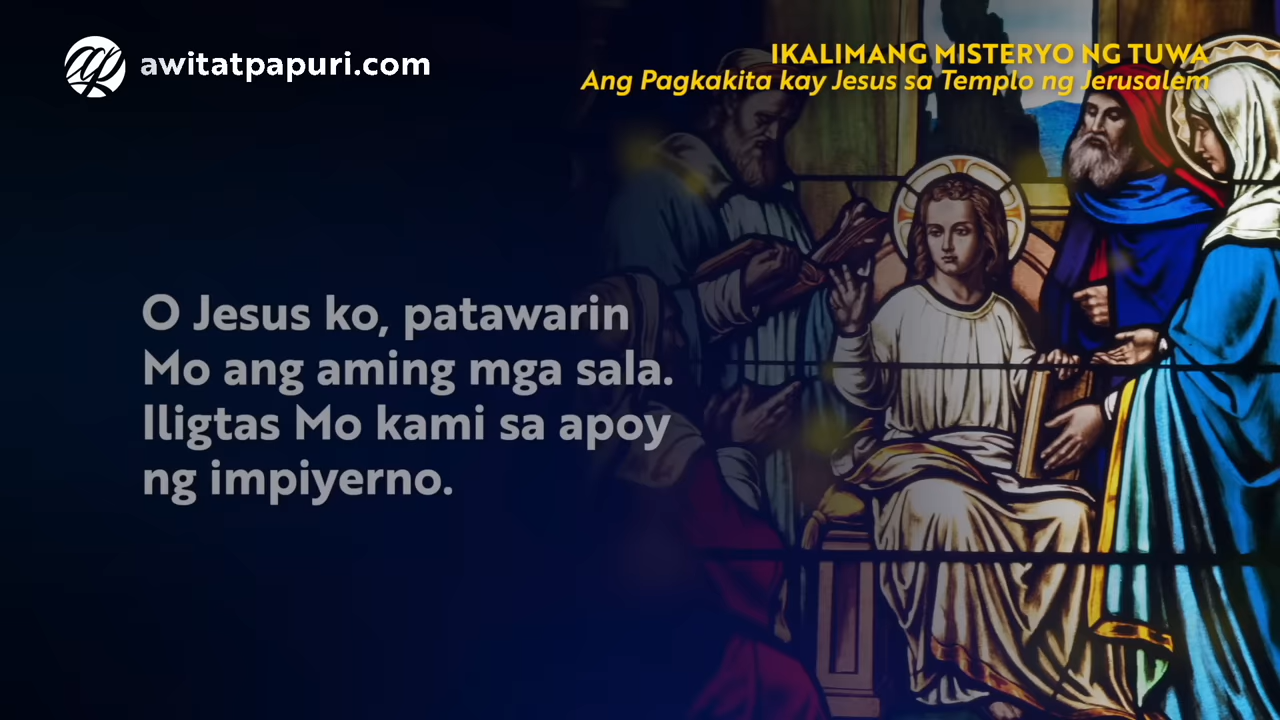 awitatpapuri.com
IKALIMANG MISTERYO NG TUWA
Ang Pagkakita kay Jesus sa Templo ng Jerusalem
O Jesus ko, patawarin
Mo ang aming mga sala.
Iligtas Mo kami sa apoy
ng impiyerno.